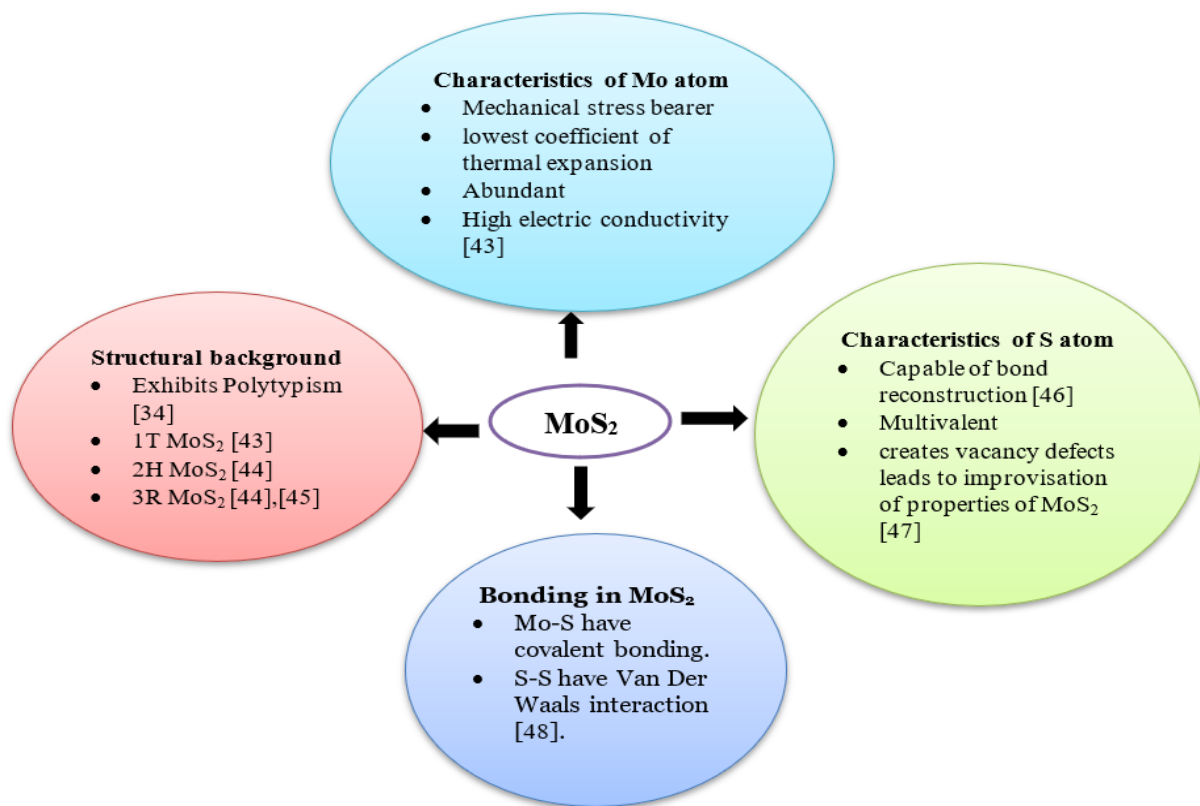 Characteristics of Mo atom
• Mechanical stress bearer
• lowest coefficient of
thermal expansion
• Abundant
• High electric conductivity
[43]
Structural background
• Exhibits Polytypism
[34]
• 1T MoS₂ [43]
• 2H MoS₂ [44]
• 3R MoS₂ [44],[45]
MoS₂
Characteristics of S atom
• Capable of bond
reconstruction [46]
• Multivalent
• creates vacancy defects
leads to improvisation
of properties of MoS₂
[47]
Bonding in MoS₂
• Mo-S have
covalent bonding.
• S-S have Van Der
Waals interaction
[48].